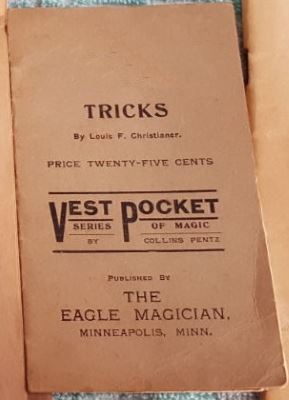 TRICKS
By Louis F. Christianer.
PRICE TWENTY-FIVE CENTS
VEST POCKET
SERIES OF MAGIC
BY COLLINS PENTZ
PUBLISHED BY
THE
EAGLE MAGICIAN,
MINNEAPOLIS, MINN.